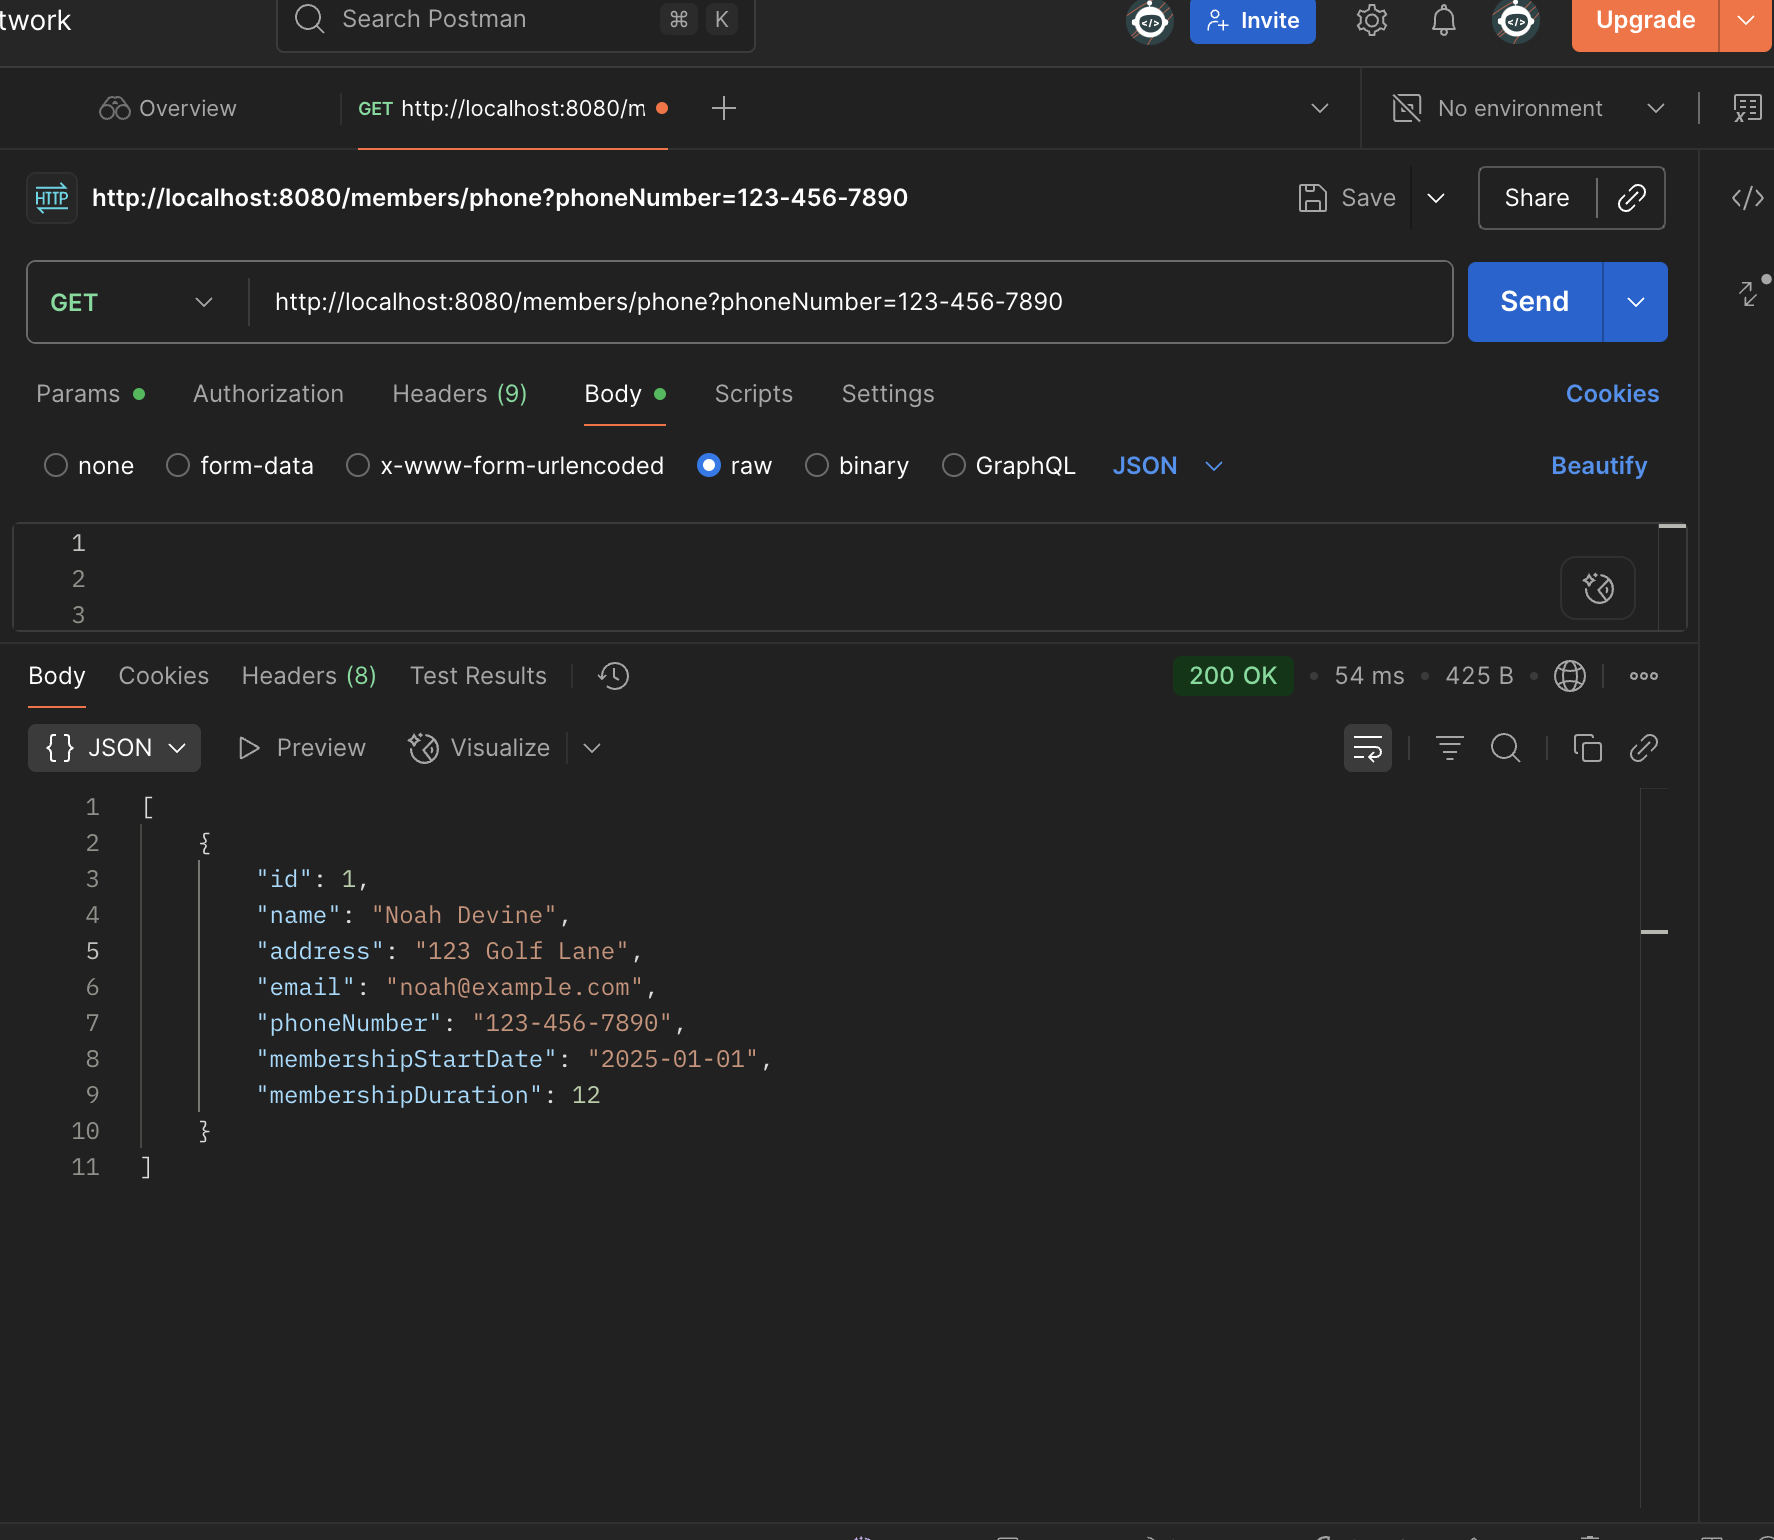 twork
Search Postman ⌘ K
Invite
Upgrade
Overview
GET http://localhost:8080/m
No environment
HTTP http://localhost:8080/members/phone?phoneNumber=123-456-7890
Save
Share
GET http://localhost:8080/members/phone?phoneNumber=123-456-7890
Send
Params Authorization Headers (9) Body Scripts Settings Cookies
none form-data x-www-form-urlencoded raw binary GraphQL JSON Beautify
1
2
3
Body Cookies Headers (8) Test Results 200 OK • 54 ms • 425 B •
{} JSON Preview Visualize
1 [
2 {
3 "id": 1,
4 "name": "Noah Devine",
5 "address": "123 Golf Lane",
6 "email": "noah@example.com",
7 "phoneNumber": "123-456-7890",
8 "membershipStartDate": "2025-01-01",
9 "membershipDuration": 12
10 }
11 ]